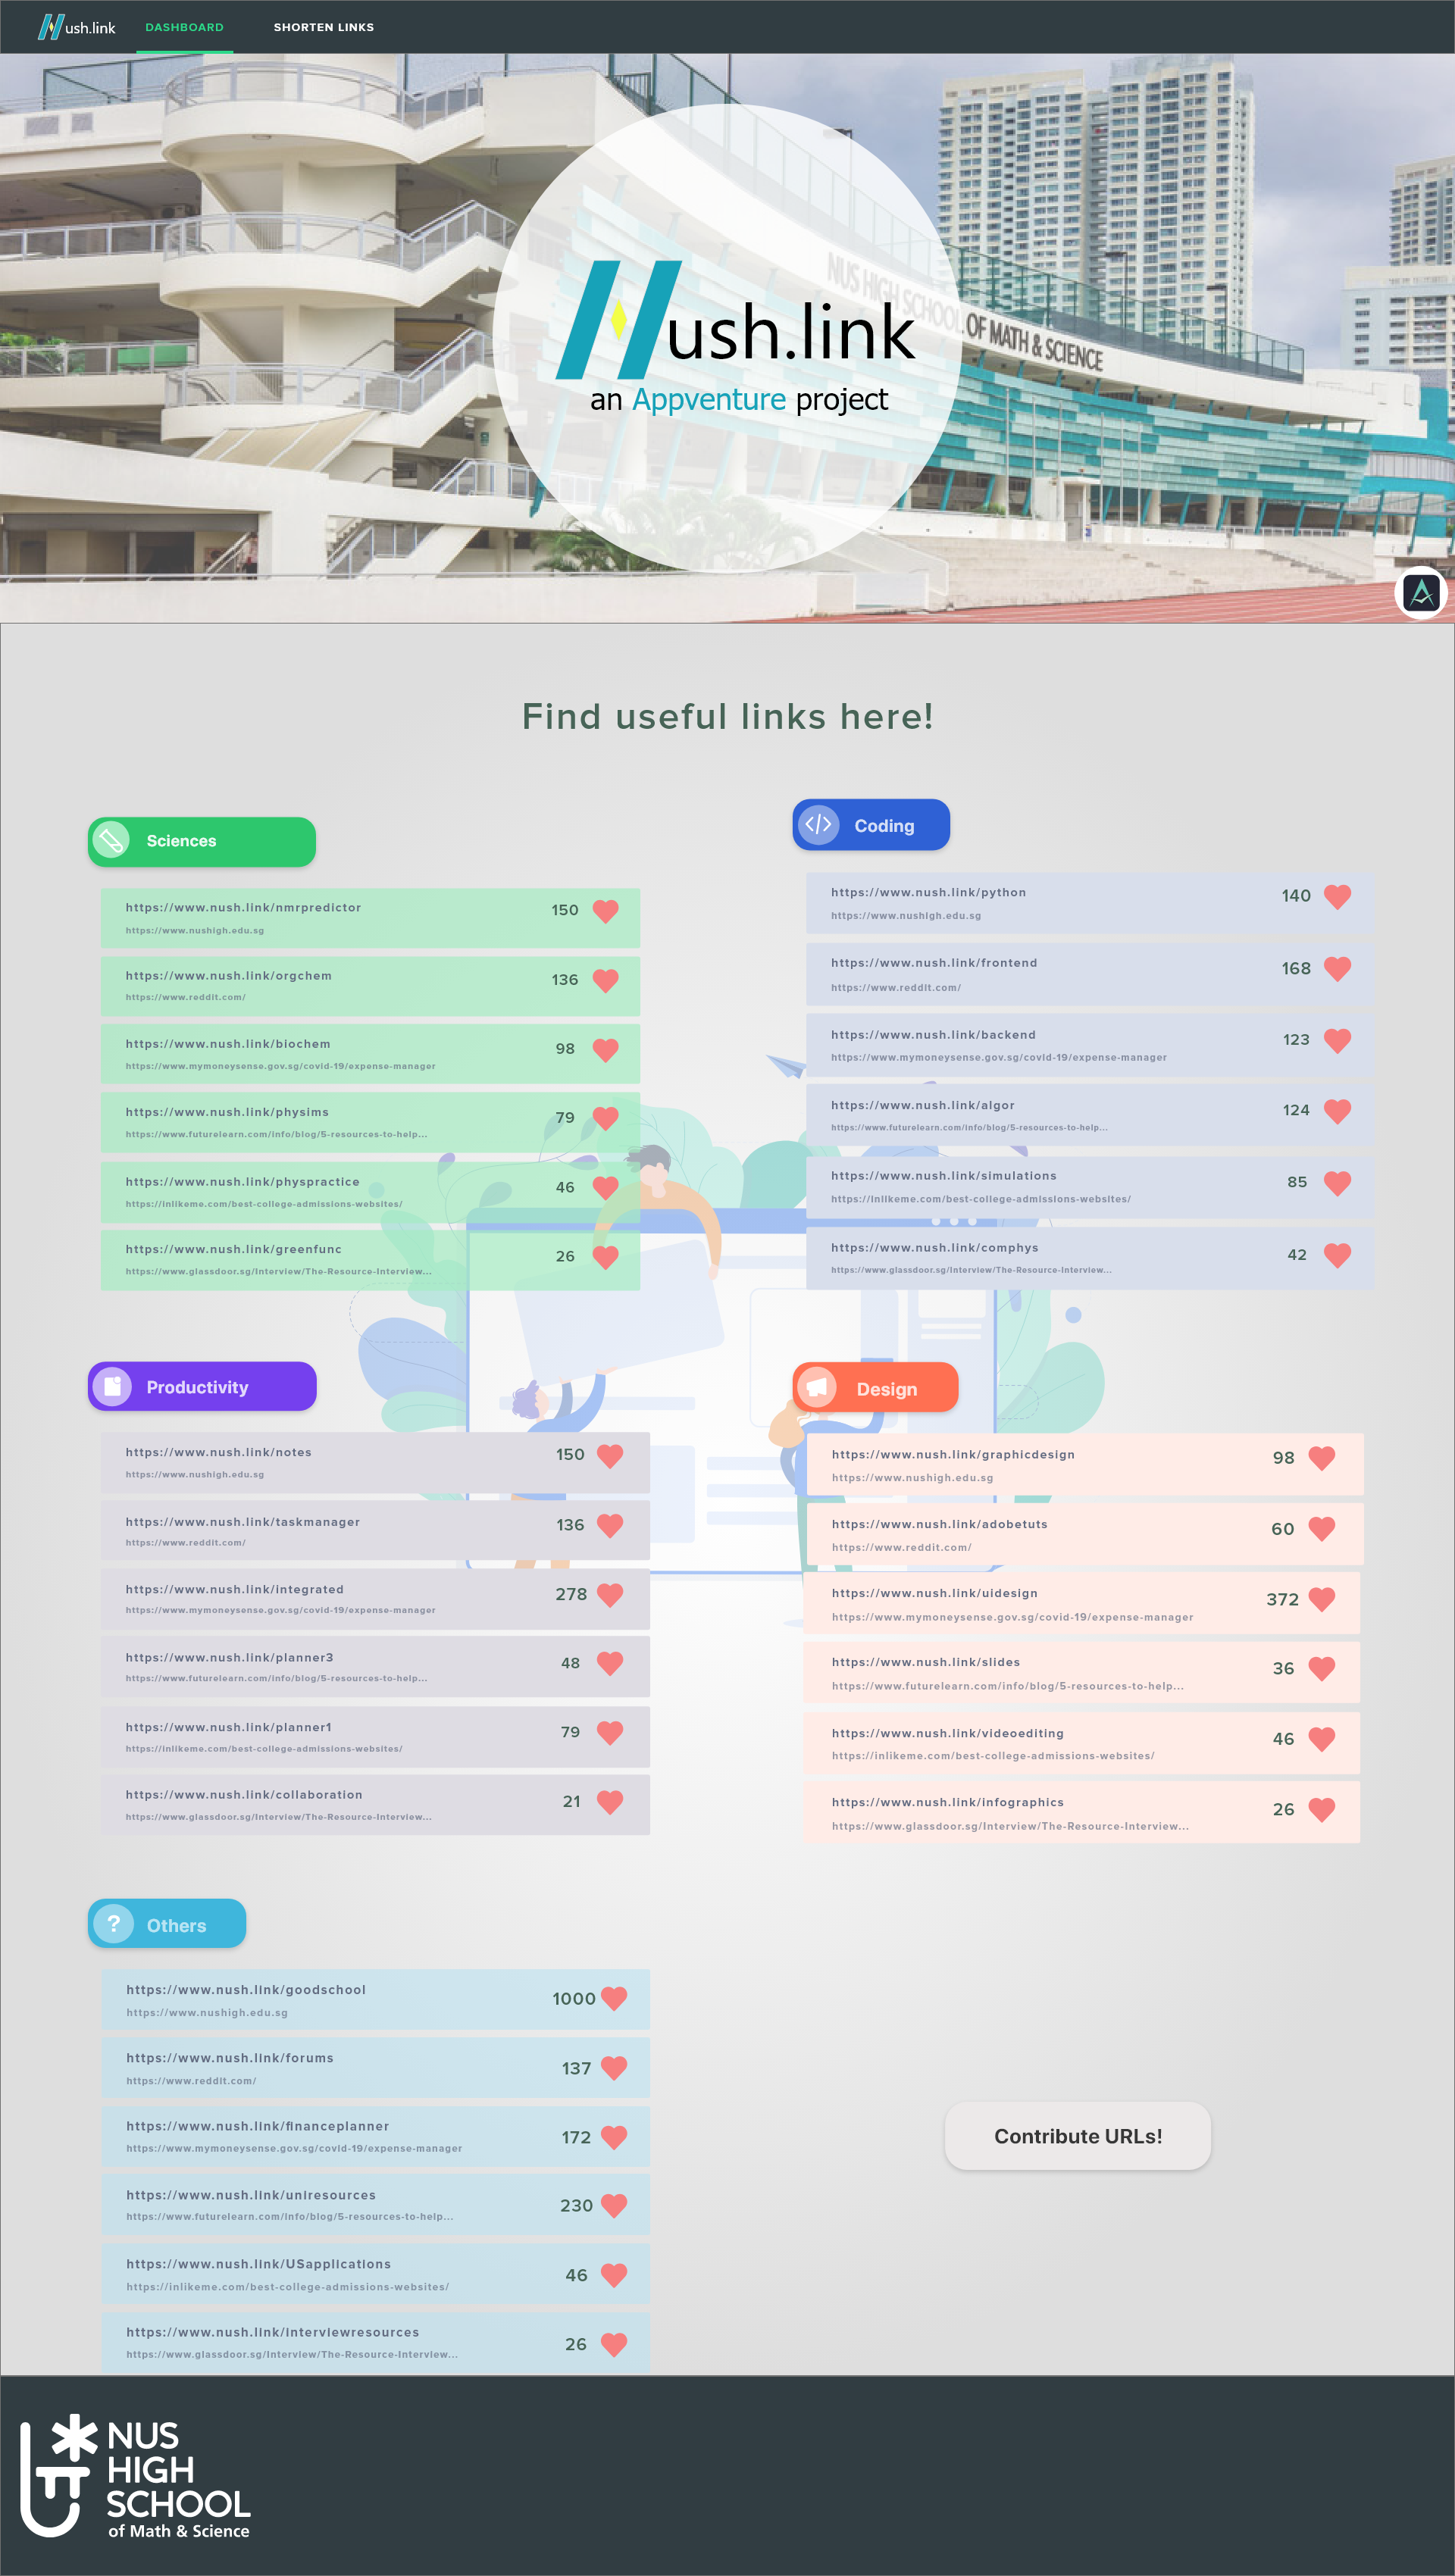 ush.link
DASHBOARD
SHORTEN LINKS
NUS HIGH SCHOOL OF MATH & SCIENCE
ush.link
an Appventure project
Find useful links here!
Sciences
https://www.nush.link/nmrpredictor
150
https://www.nushigh.edu.sg
https://www.nush.link/orgchem
136
https://www.reddit.com/
https://www.nush.link/biochem
98
https://www.mymoneysense.gov.sg/covid-19/expense-manager
https://www.nush.link/physims
79
https://www.futurelearn.com/info/blog/5-resources-to-help...
https://www.nush.link/physpractice
46
https://inlikeme.com/best-college-admissions-websites/
https://www.nush.link/greenfunc
26
https://www.glassdoor.sg/Interview/The-Resource-Interview...
Coding
https://www.nush.link/python
140
https://www.nushigh.edu.sg
https://www.nush.link/frontend
168
https://www.reddit.com/
https://www.nush.link/backend
123
https://www.mymoneysense.gov.sg/covid-19/expense-manager
https://www.nush.link/algor
124
https://www.futurelearn.com/info/blog/5-resources-to-help...
https://www.nush.link/simulations
85
https://inlikeme.com/best-college-admissions-websites/
https://www.nush.link/comphys
42
https://www.glassdoor.sg/Interview/The-Resource-Interview...
Productivity
https://www.nush.link/notes
150
https://www.nushigh.edu.sg
https://www.nush.link/taskmanager
136
https://www.reddit.com/
https://www.nush.link/integrated
278
https://www.mymoneysense.gov.sg/covid-19/expense-manager
https://www.nush.link/planner3
48
https://www.futurelearn.com/info/blog/5-resources-to-help...
https://www.nush.link/planner1
79
https://inlikeme.com/best-college-admissions-websites/
https://www.nush.link/collaboration
21
https://www.glassdoor.sg/Interview/The-Resource-Interview...
Design
https://www.nush.link/graphicdesign
98
https://www.nushigh.edu.sg
https://www.nush.link/adobetuts
60
https://www.reddit.com/
https://www.nush.link/uidesign
372
https://www.mymoneysense.gov.sg/covid-19/expense-manager
https://www.nush.link/slides
36
https://www.futurelearn.com/info/blog/5-resources-to-help...
https://www.nush.link/videoediting
46
https://inlikeme.com/best-college-admissions-websites/
https://www.nush.link/infographics
26
https://www.glassdoor.sg/Interview/The-Resource-Interview...
? Others
https://www.nush.link/goodschool
1000
https://www.nushigh.edu.sg
https://www.nush.link/forums
137
https://www.reddit.com/
https://www.nush.link/financeplanner
172
https://www.mymoneysense.gov.sg/covid-19/expense-manager
https://www.nush.link/uniresources
230
https://www.futurelearn.com/info/blog/5-resources-to-help...
https://www.nush.link/USapplications
46
https://inlikeme.com/best-college-admissions-websites/
https://www.nush.link/interviewresources
26
https://www.glassdoor.sg/Interview/The-Resource-Interview...
Contribute URLs!
NUS
HIGH
SCHOOL
of Math & Science